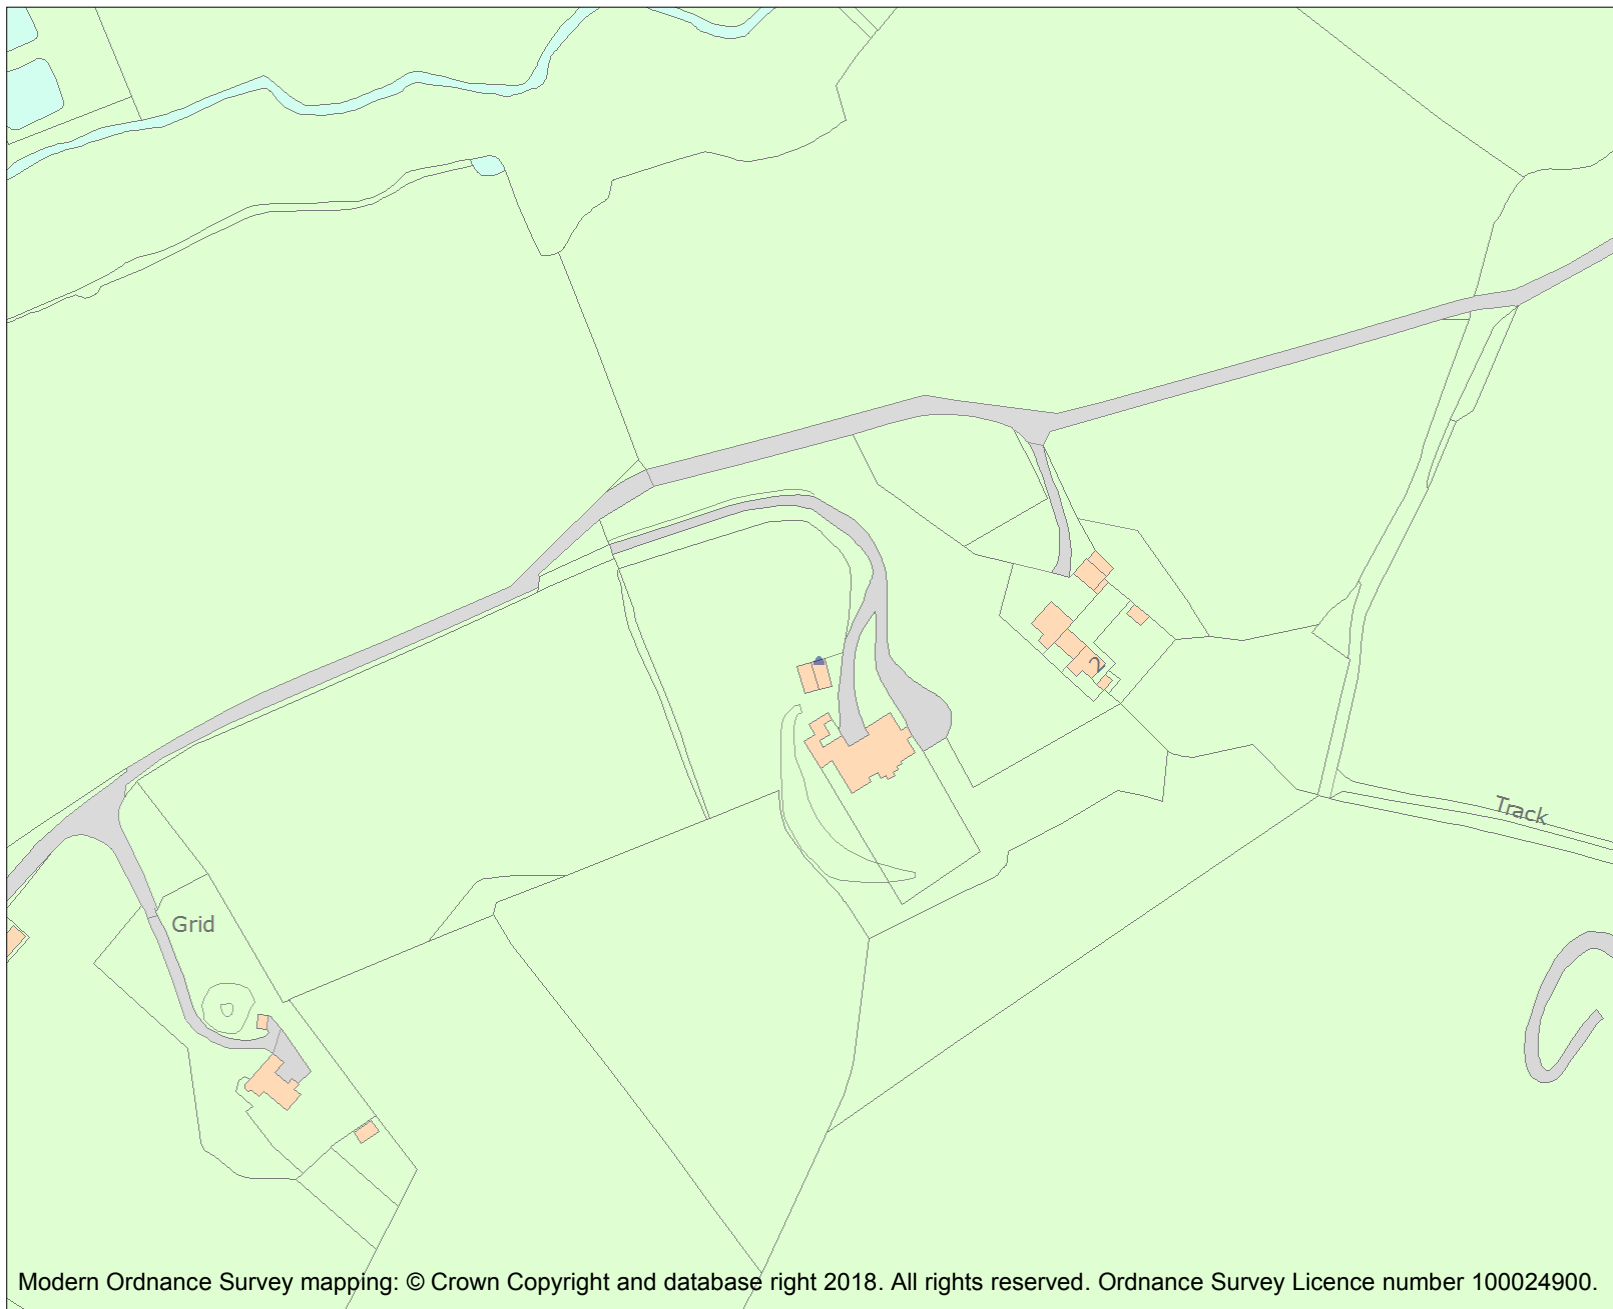 2
Track
Grid
Modern Ordnance Survey mapping: © Crown Copyright and database right 2018. All rights reserved. Ordnance Survey Licence number 100024900.